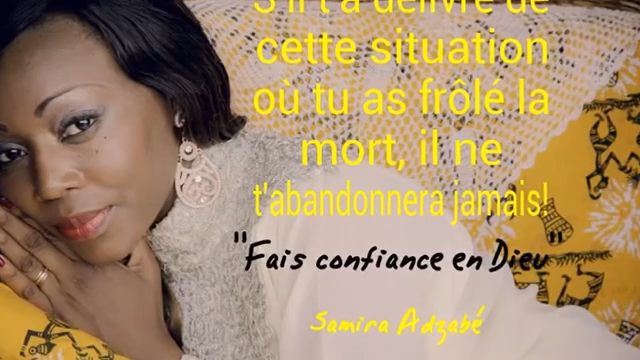 S'il t'a délivré de
cette situation
où tu as frôlé la
mort, il ne
t'abandonnera jamais!
"Fais confiance en Dieu"
Samira Adzabé